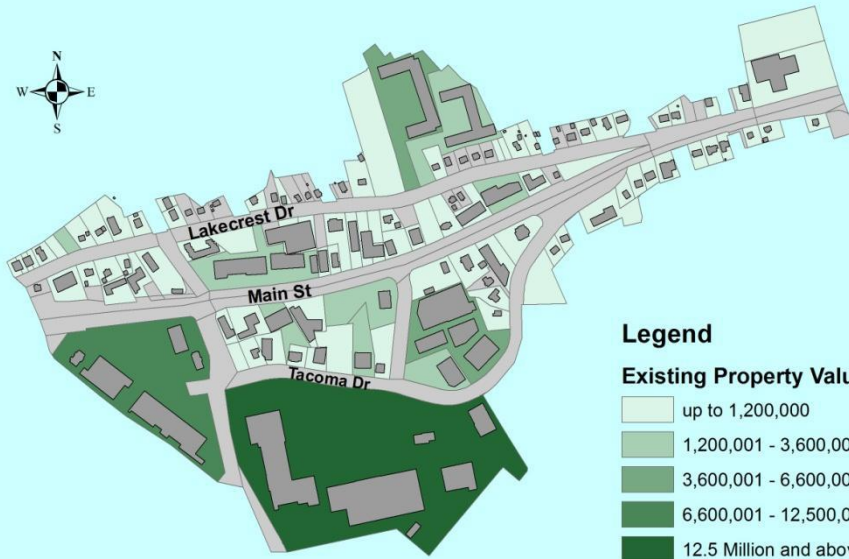 N
W E
S
Lakecrest Dr
Main St
Tacoma Dr
Legend
Existing Property Valu
up to 1,200,000
1,200,001 - 3,600,00
3,600,001 - 6,600,00
6,600,001 - 12,500,0
12.5 Million and abov